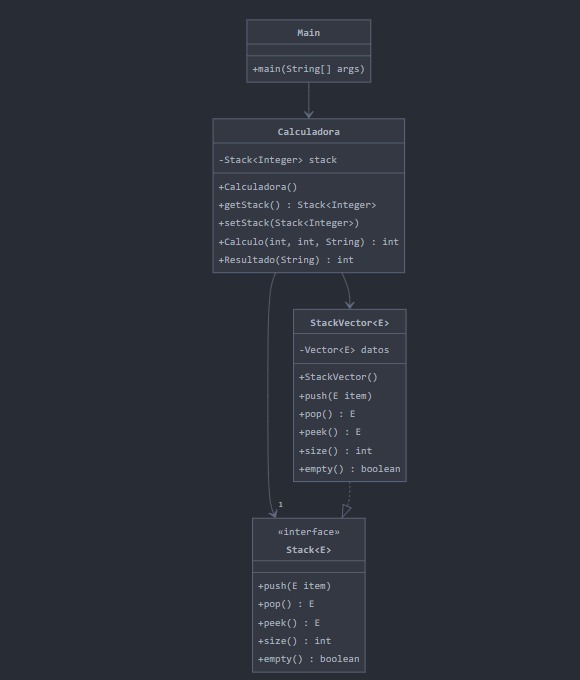 Main
+main(String[] args)
Calculadora
-Stack<Integer> stack
+Calculadora()
+getStack() : Stack<Integer>
+setStack(Stack<Integer>)
+Calculo(int, int, String) : int
+Resultado(String) : int
StackVector<E>
-Vector<E> datos
+StackVector()
+push(E item)
+pop() : E
+peek() : E
+size() : int
+empty() : boolean
1
«interface»
Stack<E>
+push(E item)
+pop() : E
+peek() : E
+size() : int
+empty() : boolean